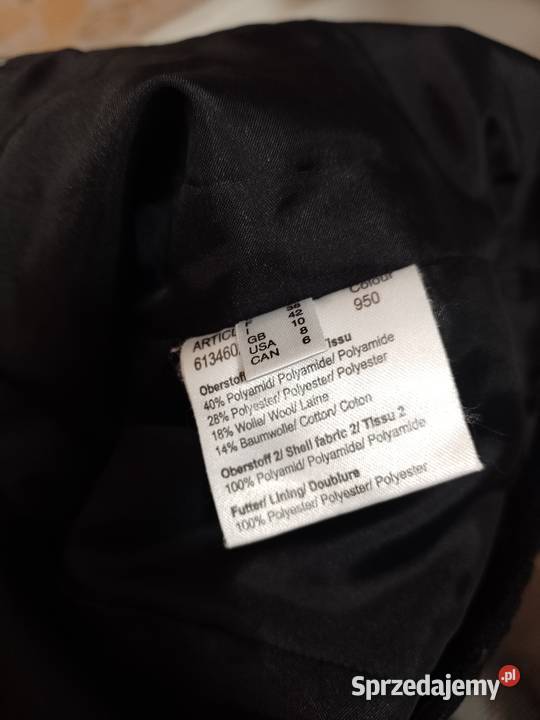 38
I 42
GB 10
USA 8
CAN 6
ARTICL
61346
Colour
950
Oberstoff Tissu
40% Polyamid/ Polyamide/ Polyamide
28% Polyester/ Polyester/ Polyester
18% Wolle/ Wool/ Laine
14% Baumwolle/ Cotton/ Coton
Oberstoff 2/ Shell fabric 2/ Tissu 2
100% Polyamid/ Polyamide/ Polyamide
Futter/ Lining/ Doublure
100% Polyester/ Polyester/ Polyester
Sprzedajemy.pl